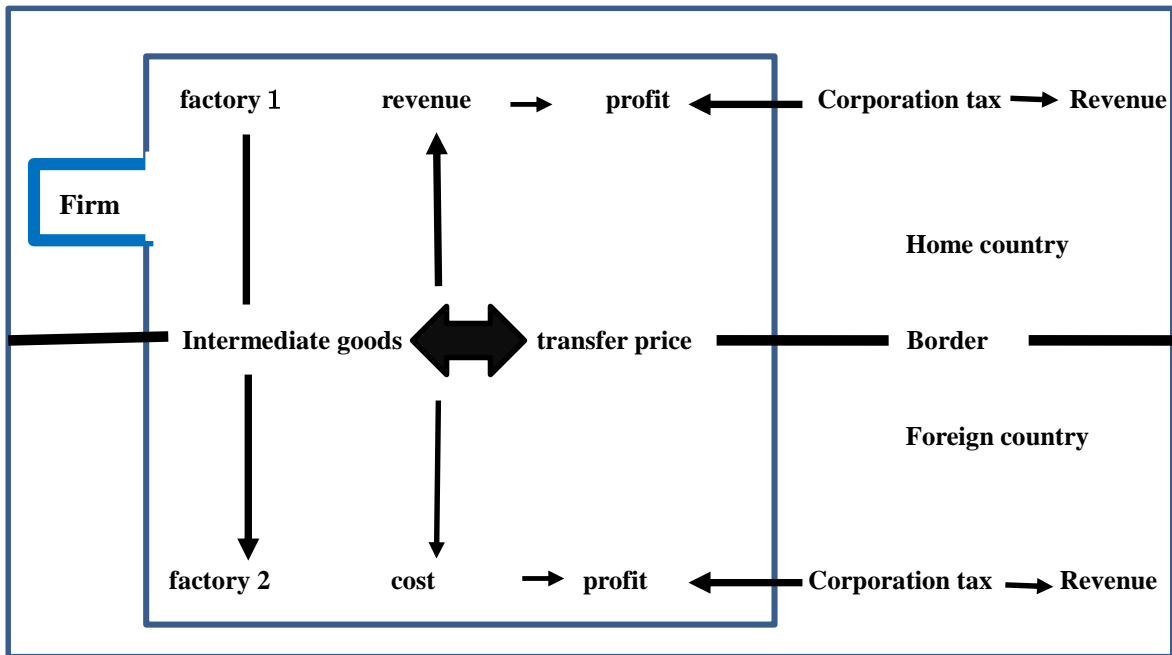 factory 1 revenue profit Corporation tax Revenue
Firm
Home country
Intermediate goods transfer price Border
Foreign country
factory 2 cost profit Corporation tax Revenue